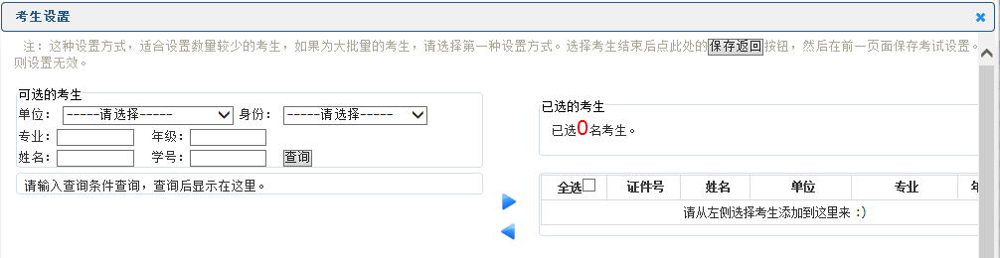 考生设置
注：这种设置方式，适合设置数量较少的考生，如果为大批量的考生，请选择第一种设置方式。选择考生结束后点此处的保存返回按钮，然后在前一页面保存考试设置。
则设置无效。
可选的考生
单位： -----请选择----- 身份： -----请选择-----
专业： 年级：
姓名： 学号： 查询
请输入查询条件查询，查询后显示在这里。
已选的考生
已选0名考生。
全选 证件号 姓名 单位 专业 年
请从左侧选择考生添加到这里来 :)